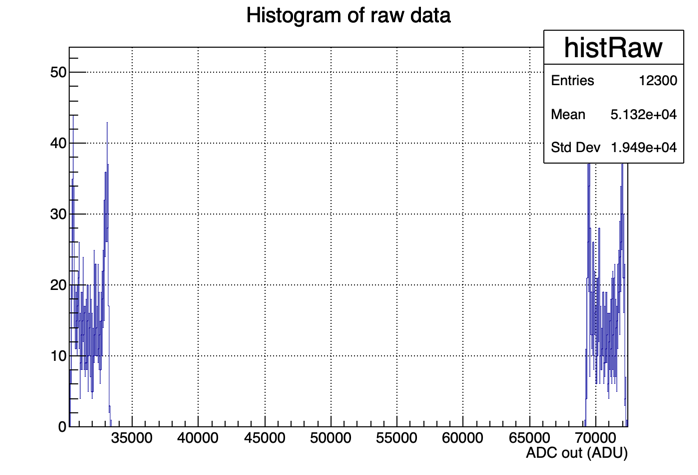 Histogram of raw data
histRaw
Entries 12300
Mean 5.132e+04
Std Dev 1.949e+04
50
40
30
20
10
0
35000 40000 45000 50000 55000 60000 65000 70000
ADC out (ADU)